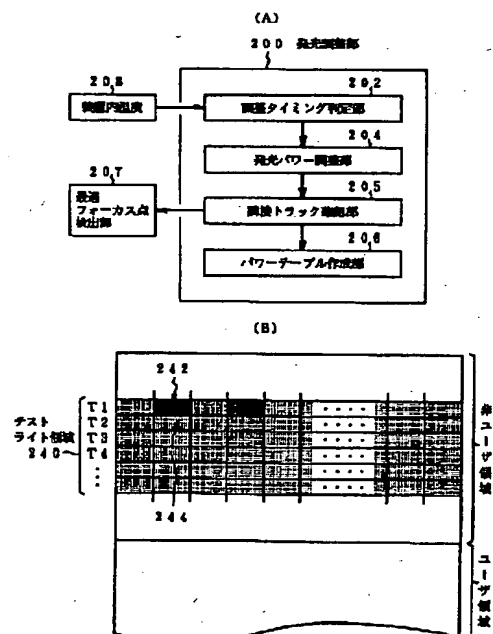 (A)
200 発光調整部
208
装置内温度
202
調整タイミング判定部
204
発光パワー調整部
207
最適
フォーカス点
検出部
205
隣接トラック確認部
206
パワーテーブル作成部
(B)
242
テスト
ライト領域
240
T1
T2
T3
T4
244
非ユーザ領域
ユーザ領域